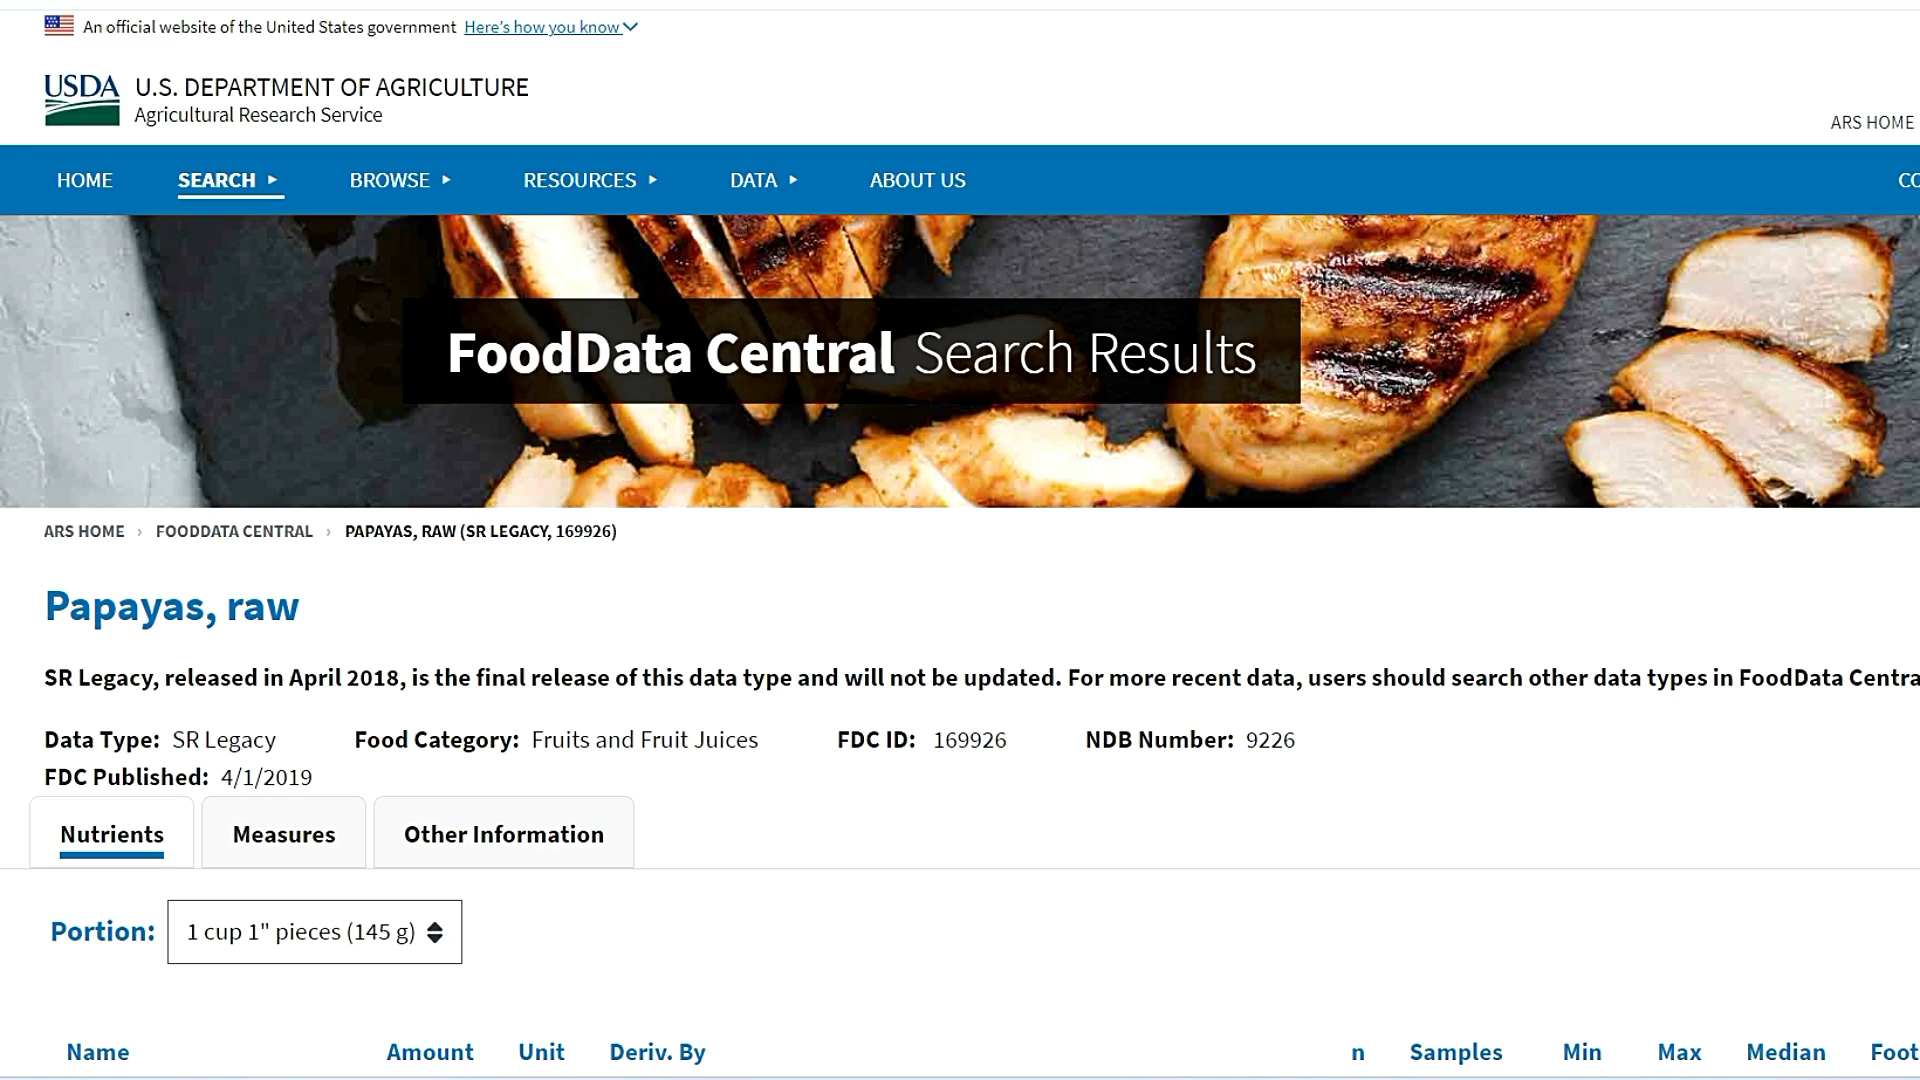 An official website of the United States government Here's how you know
USDA U.S. DEPARTMENT OF AGRICULTURE
Agricultural Research Service
ARS HOME
HOME SEARCH BROWSE RESOURCES DATA ABOUT US CO
FoodData Central Search Results
ARS HOME › FOODDATA CENTRAL › PAPAYAS, RAW (SR LEGACY, 169926)
Papayas, raw
SR Legacy, released in April 2018, is the final release of this data type and will not be updated. For more recent data, users should search other data types in FoodData Centra
Data Type: SR Legacy Food Category: Fruits and Fruit Juices FDC ID: 169926 NDB Number: 9226
FDC Published: 4/1/2019
Nutrients Measures Other Information
Portion: 1 cup 1" pieces (145 g)
Name Amount Unit Deriv. By n Samples Min Max Median Foot